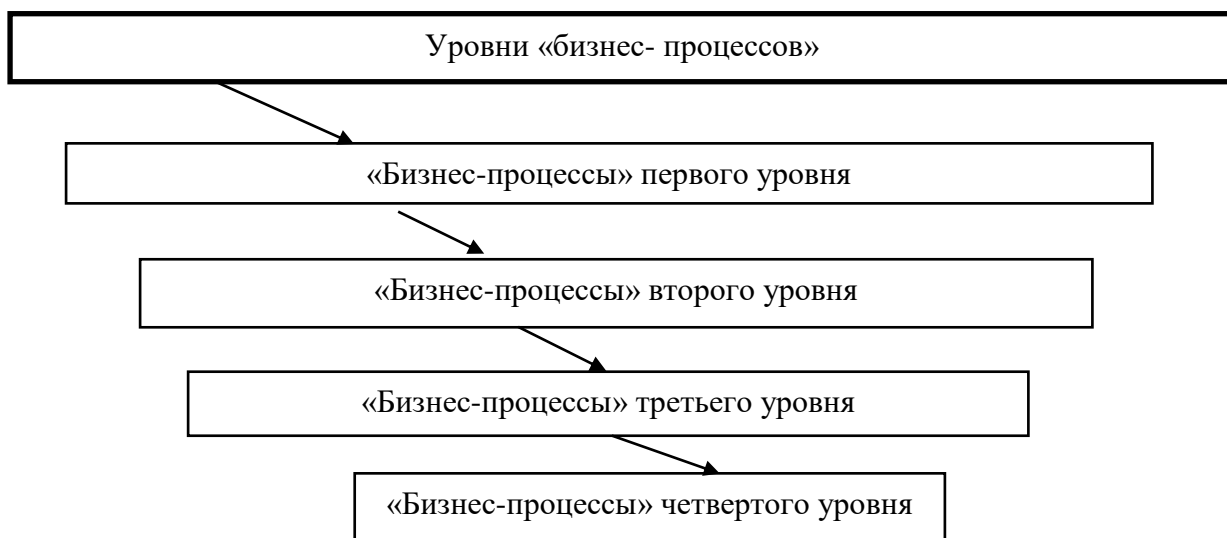 Уровни «бизнес- процессов»
«Бизнес-процессы» первого уровня
«Бизнес-процессы» второго уровня
«Бизнес-процессы» третьего уровня
«Бизнес-процессы» четвертого уровня